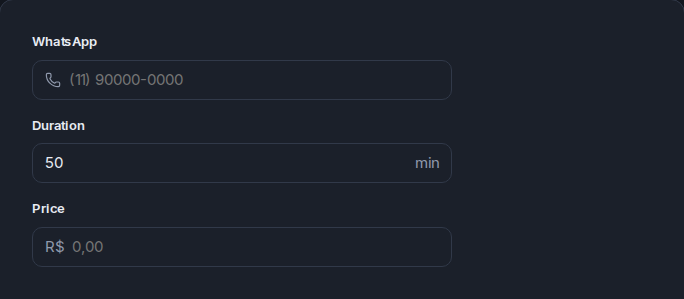 WhatsApp
(11) 90000-0000
Duration
50 min
Price
R$ 0,00